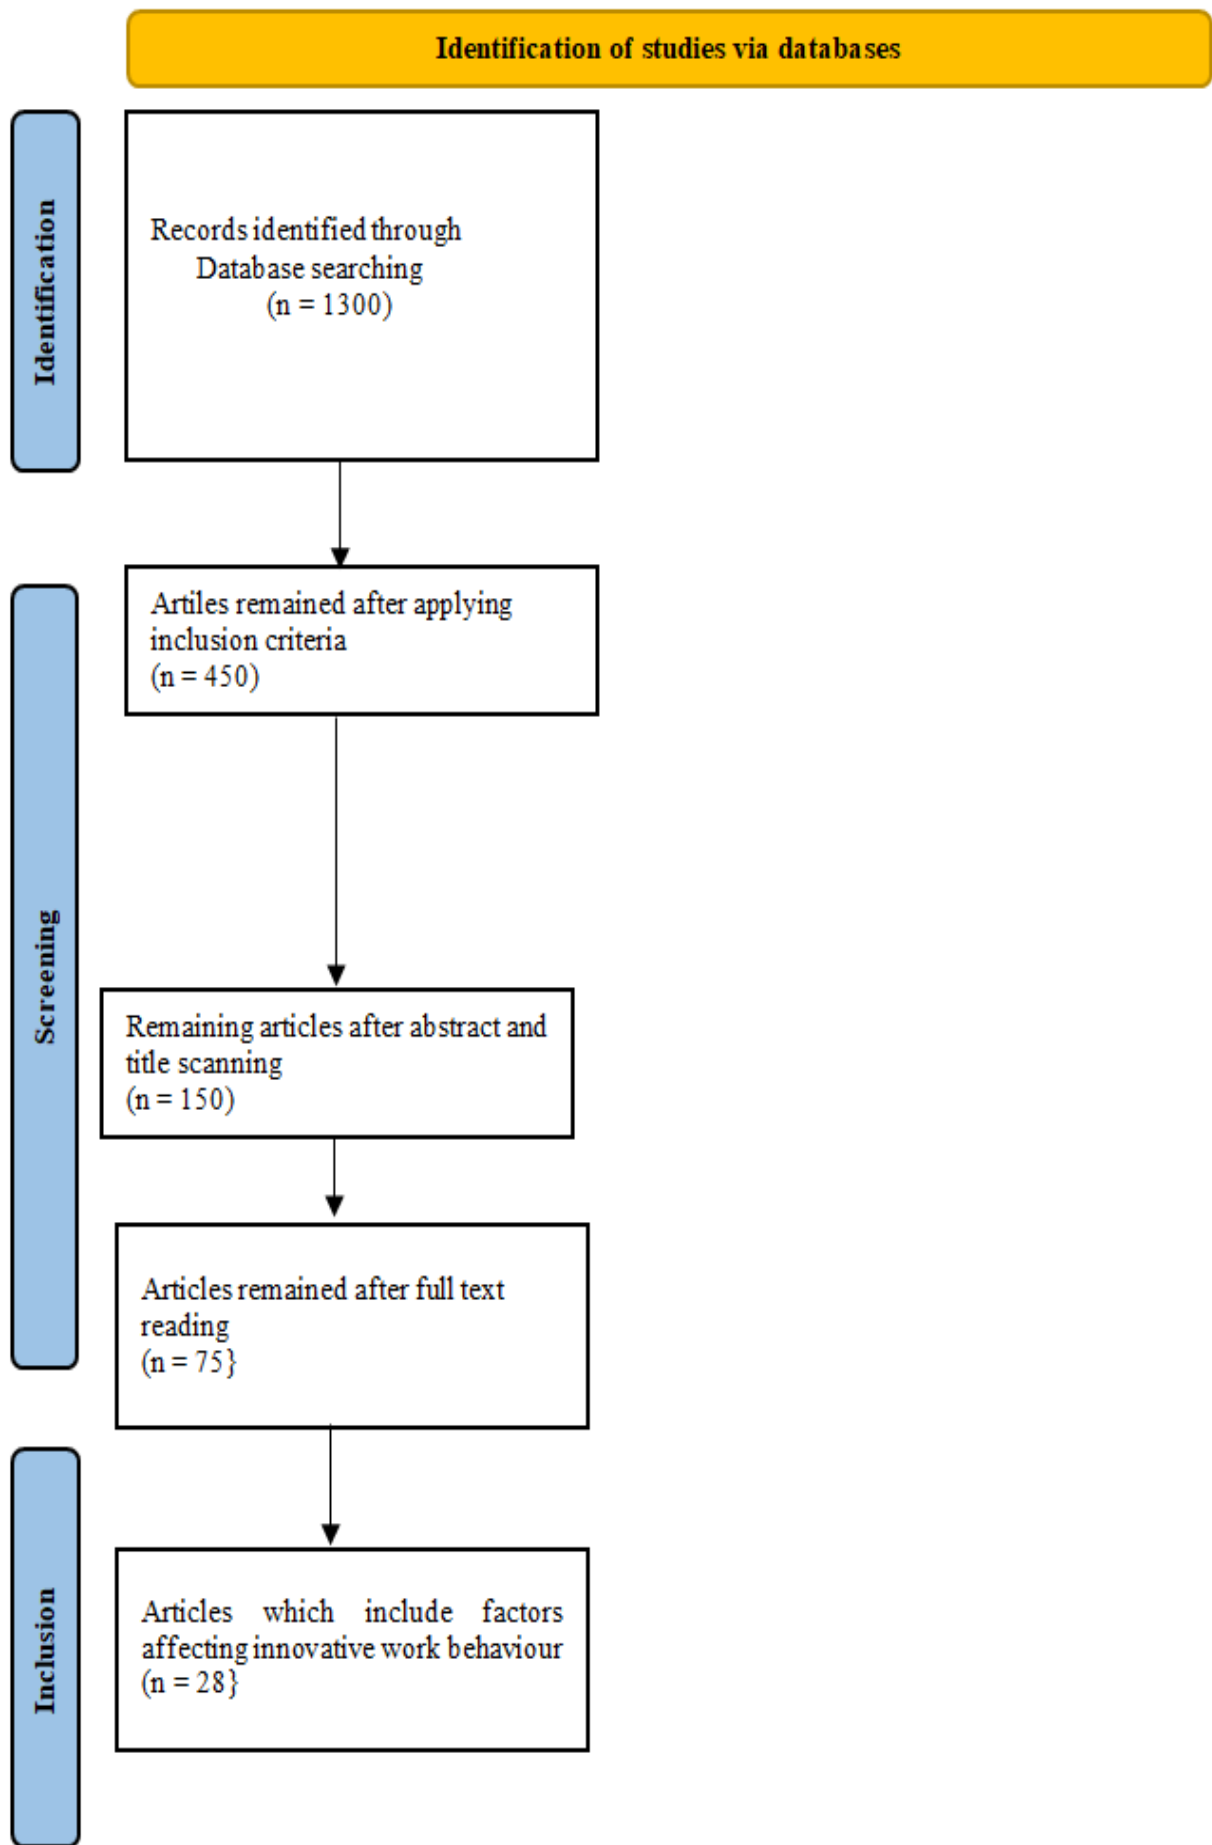 Identification of studies via databases
Identification
Records identified through
Database searching
(n = 1300)
Screening
Artiles remained after applying
inclusion criteria
(n = 450)
Remaining articles after abstract and
title scanning
(n = 150)
Articles remained after full text
reading
(n = 75}
Inclusion
Articles which include factors
affecting innovative work behaviour
(n = 28}